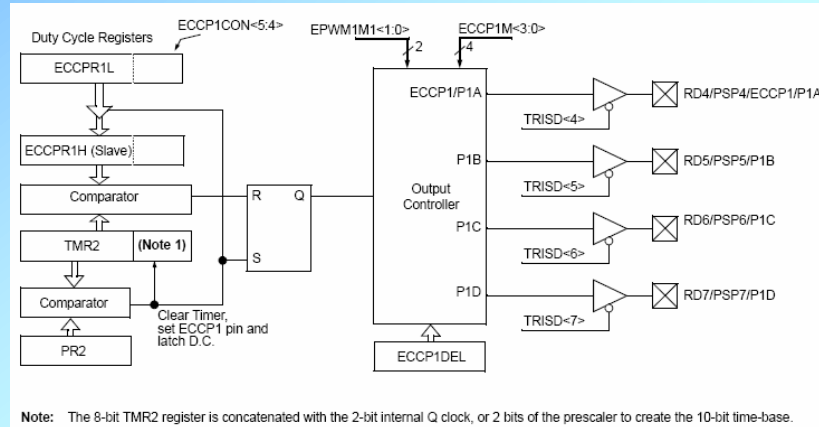 ECCP1CON<5:4>
Duty Cycle Registers
EPWM1M1<1:0>
ECCP1M<3:0>
2
4
ECCPR1L
ECCP1/P1A
RD4/PSP4/ECCP1/P1A
TRISD<4>
ECCPR1H (Slave)
P1B
RD5/PSP5/P1B
TRISD<5>
Comparator
R Q
Output
Controller
TMR2 (Note 1)
P1C
RD6/PSP6/P1C
S
TRISD<6>
Comparator
P1D
RD7/PSP7/P1D
Clear Timer,
set ECCP1 pin and
latch D.C.
TRISD<7>
PR2
ECCP1DEL
Note: The 8-bit TMR2 register is concatenated with the 2-bit internal Q clock, or 2 bits of the prescaler to create the 10-bit time-base.